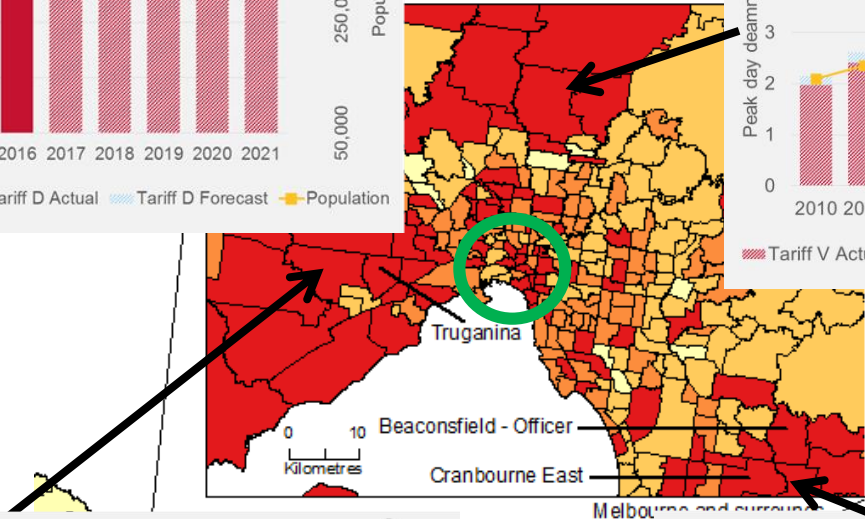 250,0
Popu
50,000
2016 2017 2018 2019 2020 2021
ariff D Actual Tariff D Forecast Population
Peak day deamn
3
2
1
0
2010 20
Tariff V Actu
Truganina
0 10
Kilometres
Beaconsfield - Officer
Cranbourne East
Melbourne and surrounds